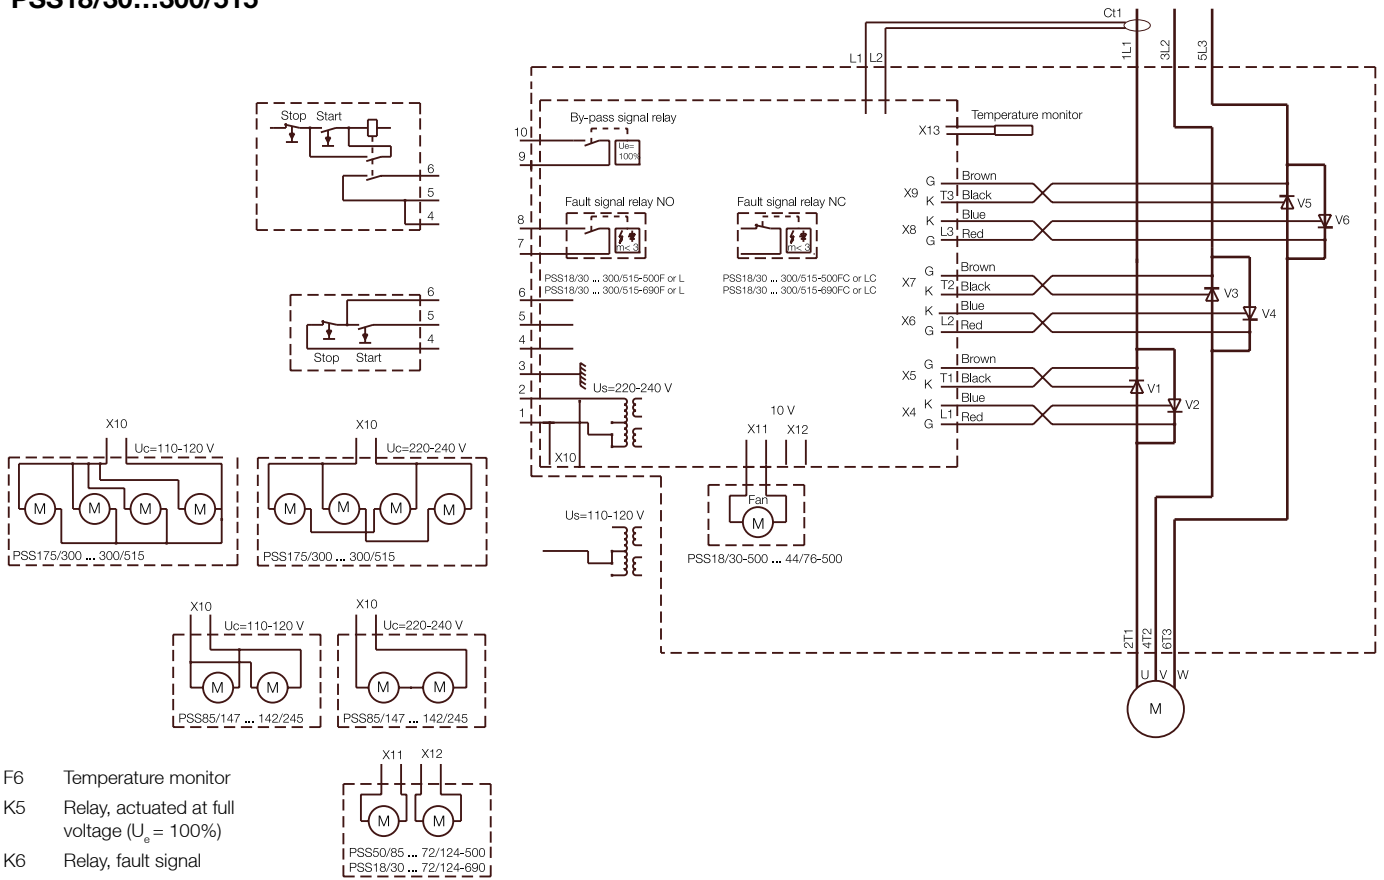 PSS18/30...300/515
Ct1
1L1
3L2
5L3
L1 L2
Stop Start
6
5
4
10
9
By-pass signal relay
Ue=
100%
X13
Temperature monitor
8
7
Fault signal relay NO
m< 3
PSS18/30 ... 300/515-500F or L
PSS18/30 ... 300/515-690F or L
Fault signal relay NC
m< 3
PSS18/30 ... 300/515-500FC or LC
PSS18/30 ... 300/515-690FC or LC
X9
G Brown
K T3 Black
X8
K Blue
G L3 Red
V5
V6
X7
G Brown
K T2 Black
X6
K Blue
G L2 Red
V3
V4
X5
G Brown
K T1 Black
X4
K Blue
G L1 Red
V1
V2
6
5
4
Stop Start
6
5
4
3
2
1
Us=220-240 V
X10
10 V
X11 X12
Fan
M
PSS18/30-500 ... 44/76-500
Us=110-120 V
X10
Uc=110-120 V
M M M M
PSS175/300 ... 300/515
X10
Uc=220-240 V
M M M M
PSS175/300 ... 300/515
X10
Uc=110-120 V
M M
PSS85/147 ... 142/245
X10
Uc=220-240 V
M M
PSS85/147 ... 142/245
2T1
4T2
6T3
U V W
M
X11 X12
M M
PSS50/85 ... 72/124-500
PSS18/30 ... 72/124-690
F6 Temperature monitor
K5 Relay, actuated at full
voltage (Ue = 100%)
K6 Relay, fault signal